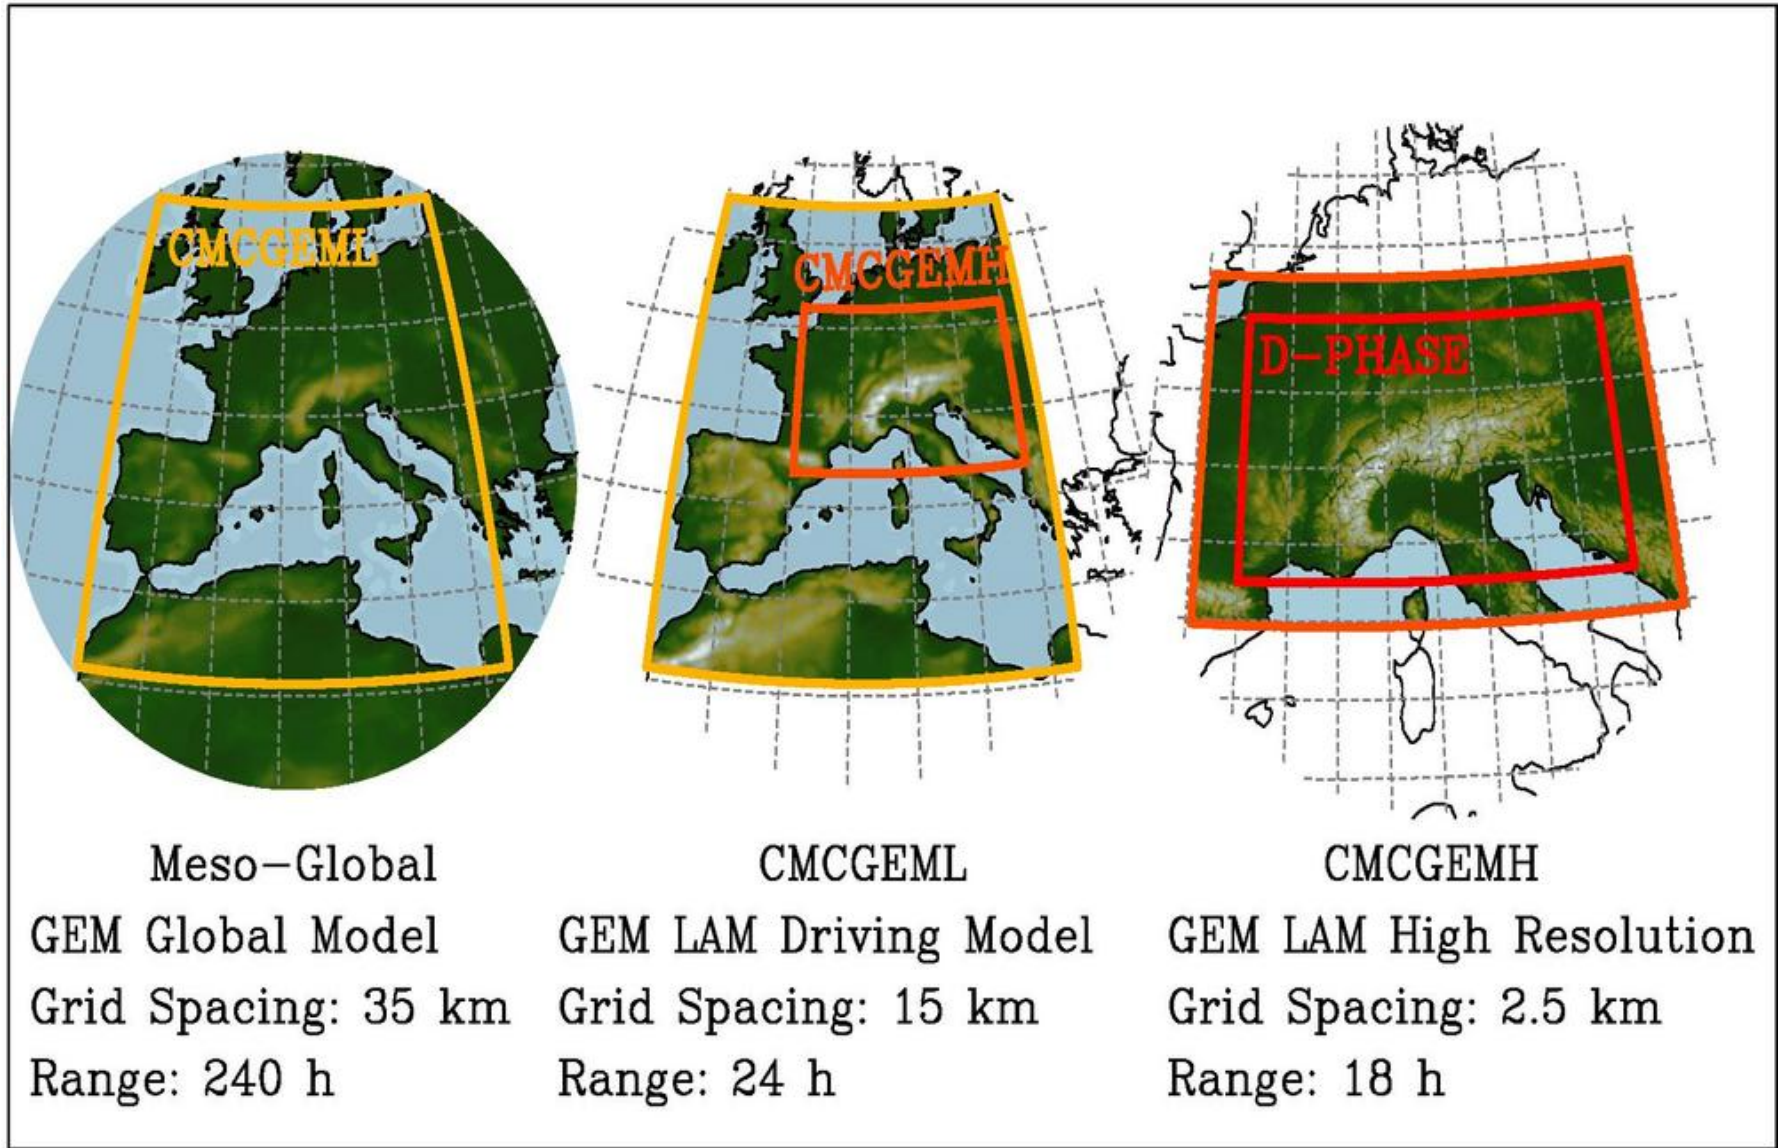 CMCGEML
CMCGEMH
D-PHASE
Meso-Global
GEM Global Model
Grid Spacing: 35 km
Range: 240 h
CMCGEML
GEM LAM Driving Model
Grid Spacing: 15 km
Range: 24 h
CMCGEMH
GEM LAM High Resolution
Grid Spacing: 2.5 km
Range: 18 h